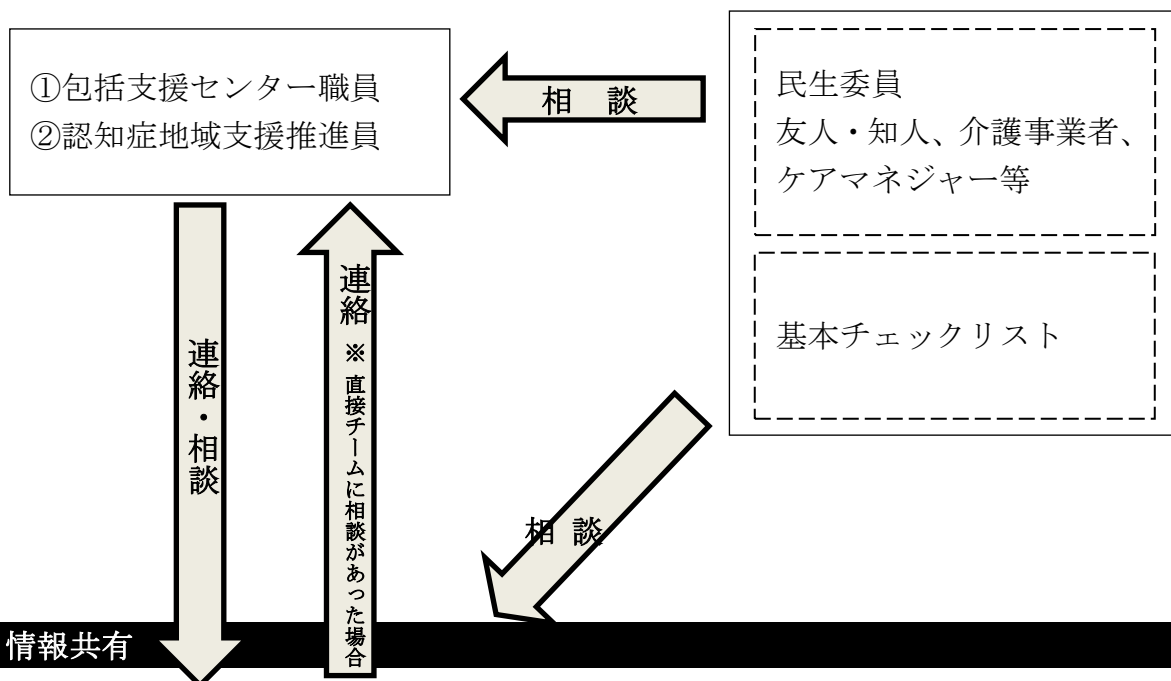 ①包括支援センター職員
②認知症地域支援推進員
相　談
民生委員
友人・知人、介護事業者、
ケアマネジャー等
基本チェックリスト
連絡・相談
連絡 ※ 直接チームに相談があった場合
相 談
情報共有